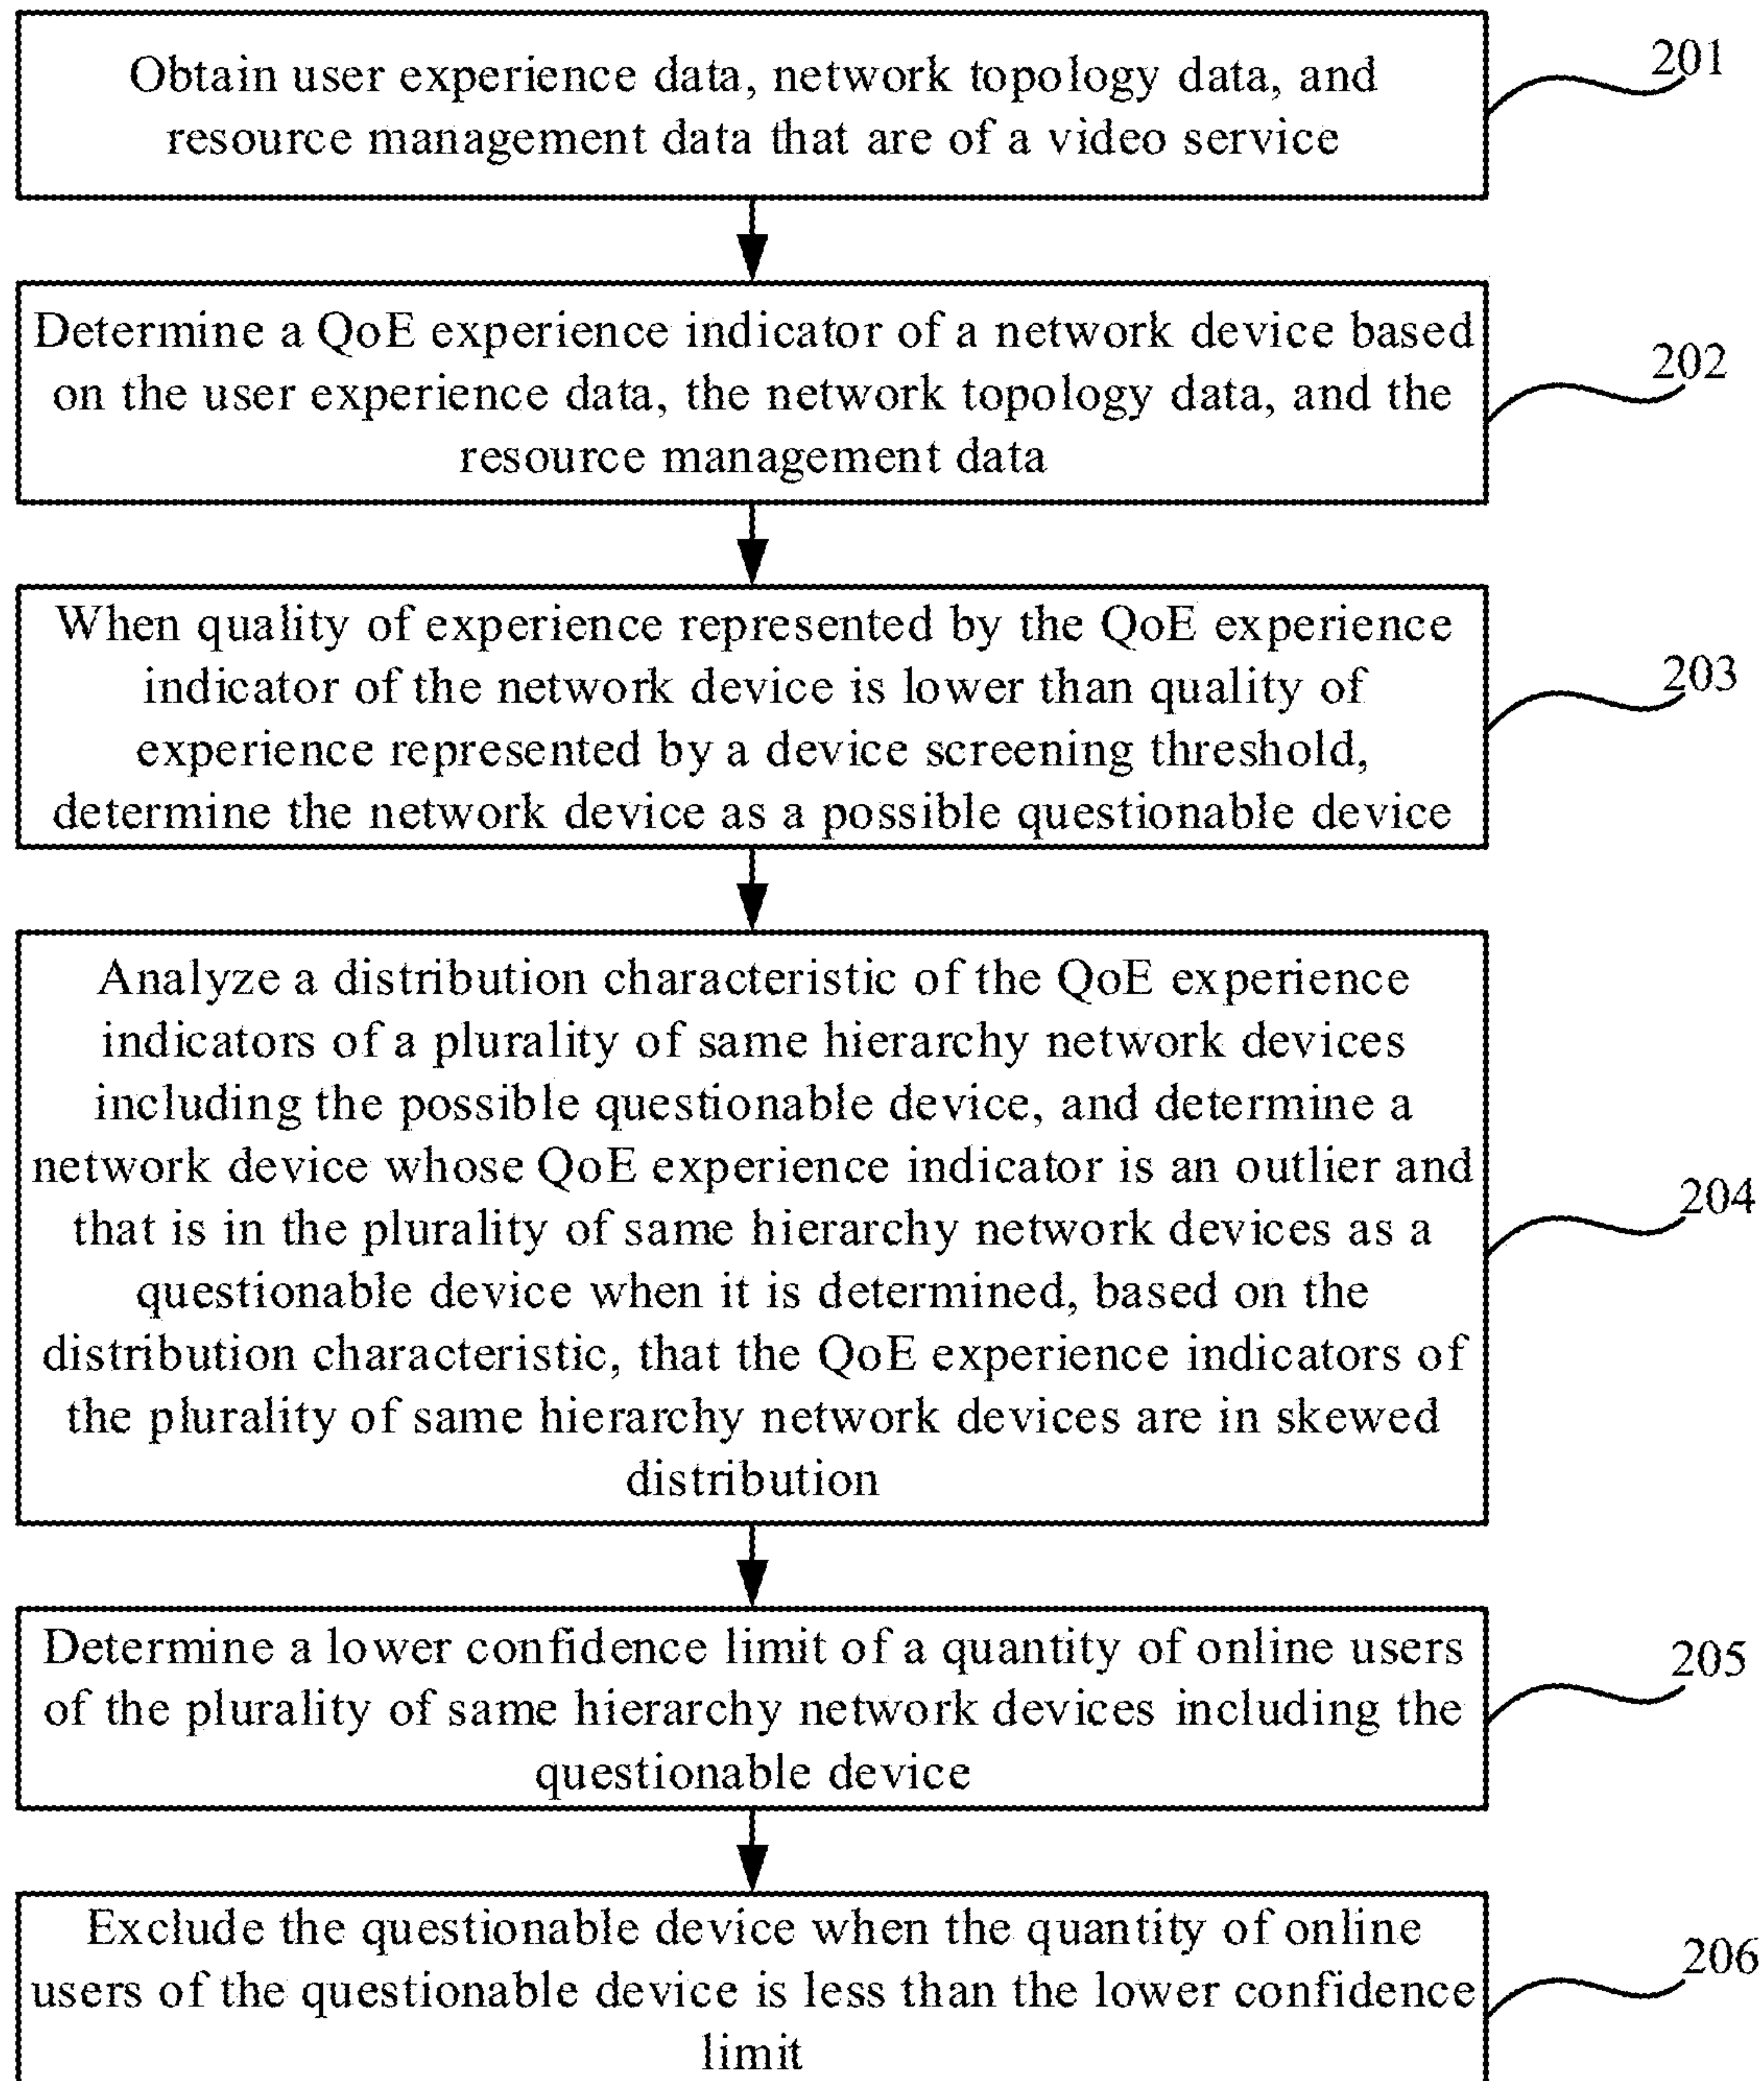 Obtain user experience data, network topology data, and
resource management data that are of a video service
201
Determine a QoE experience indicator of a network device based
on the user experience data, the network topology data, and the
resource management data
202
When quality of experience represented by the QoE experience
indicator of the network device is lower than quality of
experience represented by a device screening threshold,
determine the network device as a possible questionable device
203
Analyze a distribution characteristic of the QoE experience
indicators of a plurality of same hierarchy network devices
including the possible questionable device, and determine a
network device whose QoE experience indicator is an outlier and
that is in the plurality of same hierarchy network devices as a
questionable device when it is determined, based on the
distribution characteristic, that the QoE experience indicators of
the plurality of same hierarchy network devices are in skewed
distribution
204
Determine a lower confidence limit of a quantity of online users
of the plurality of same hierarchy network devices including the
questionable device
205
Exclude the questionable device when the quantity of online
users of the questionable device is less than the lower confidence
limit
206